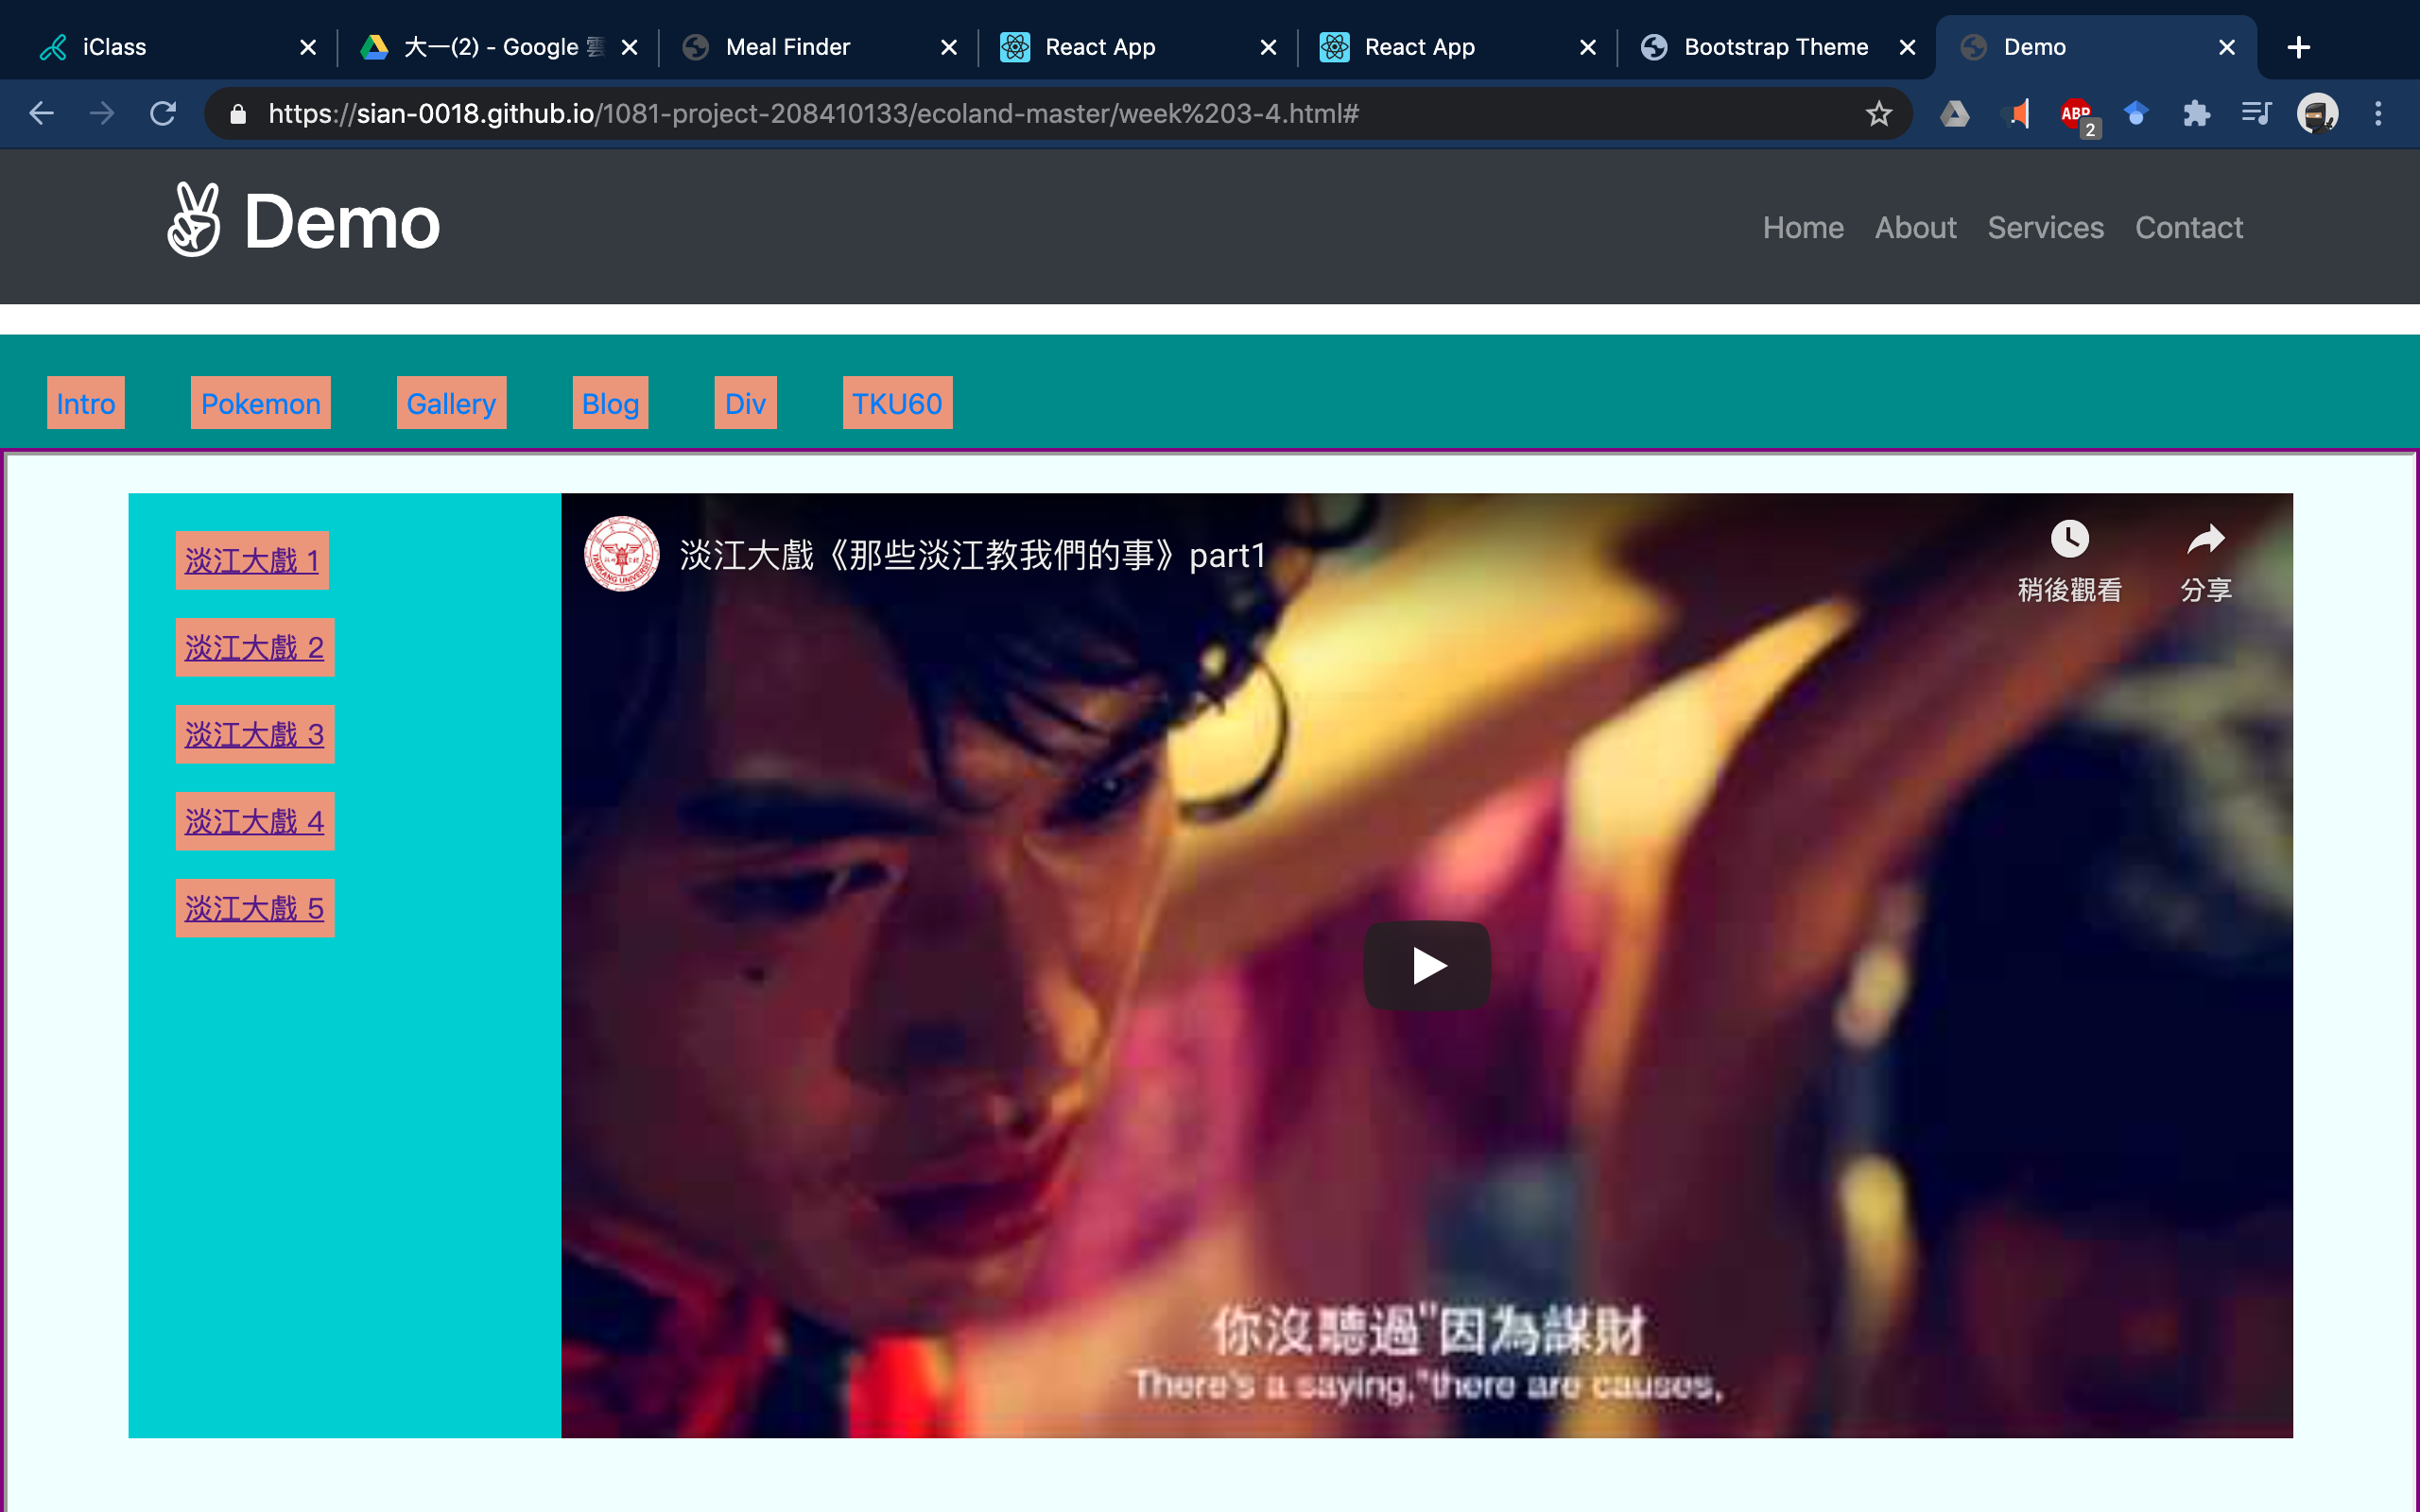 iClass
大一(2) - Google 雲
Meal Finder
React App
React App
Bootstrap Theme
Demo
https://sian-0018.github.io/1081-project-208410133/ecoland-master/week%203-4.html#
ABP
2
Demo
Home About Services Contact
Intro Pokemon Gallery Blog Div TKU60
淡江大戲 1
淡江大戲 2
淡江大戲 3
淡江大戲 4
淡江大戲 5
TAMKANG UNIVERSITY
淡江大戲《那些淡江教我們的事》part1
稍後觀看
分享
你沒聽過"因為謀財
There's a saying,"there are causes,